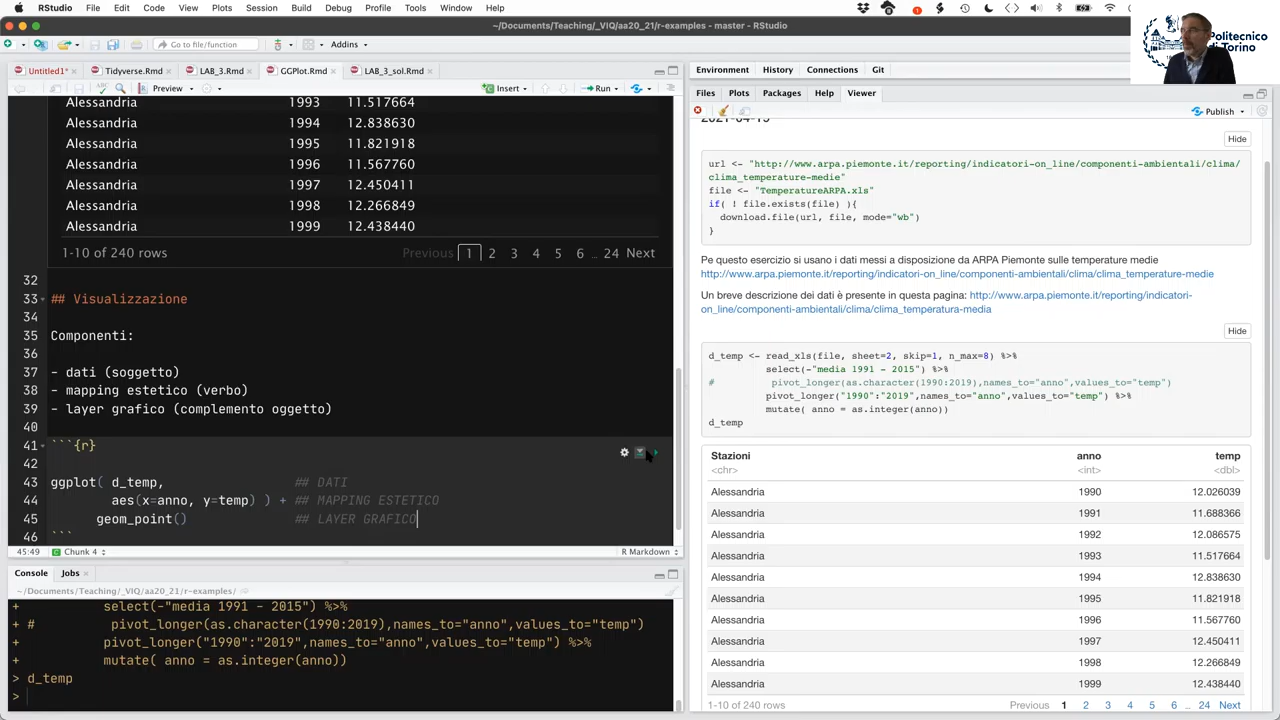 RStudio File Edit Code View Plots Session Build Debug Profile Tools Window Help
~/Documents/Teaching/_VIQ/aa20_21/r-examples - master - RStudio
Go to file/function Addins
Politecnico
di Torino
Untitled1* Tidyverse.Rmd LAB_3.Rmd GGPlot.Rmd LAB_3_sol.Rmd
Preview Insert Run
Alessandria 1993 11.517664
Alessandria 1994 12.838630
Alessandria 1995 11.821918
Alessandria 1996 11.567760
Alessandria 1997 12.450411
Alessandria 1998 12.266849
Alessandria 1999 12.438440
1-10 of 240 rows Previous 1 2 3 4 5 6 … 24 Next
32
33 ## Visualizzazione
34
35 Componenti:
36
37 - dati (soggetto)
38 - mapping estetico (verbo)
39 - layer grafico (complemento oggetto)
40
41 ```{r}
42
43 ggplot( d_temp, ## DATI
44 aes(x=anno, y=temp) ) + ## MAPPING ESTETICO
45 geom_point() ## LAYER GRAFICO
46 ```
45:49 Chunk 4 R Markdown
Console Jobs
~/Documents/Teaching/_VIQ/aa20_21/r-examples/
+ select(-"media 1991 - 2015") %>%
+ # pivot_longer(as.character(1990:2019),names_to="anno",values_to="temp")
+ pivot_longer("1990":"2019",names_to="anno",values_to="temp") %>%
+ mutate( anno = as.integer(anno))
> d_temp
>
Environment History Connections Git
Files Plots Packages Help Viewer
Publish
Hide
url <- "http://www.arpa.piemonte.it/reporting/indicatori-on_line/componenti-ambientali/clima/
clima_temperature-medie"
file <- "TemperatureARPA.xls"
if( ! file.exists(file) ){
download.file(url, file, mode="wb")
}
Pe questo esercizio si usano i dati messi a disposizione da ARPA Piemonte sulle temperature medie
http://www.arpa.piemonte.it/reporting/indicatori-on_line/componenti-ambientali/clima/clima_temperature-medie
Un breve descrizione dei dati è presente in questa pagina: http://www.arpa.piemonte.it/reporting/indicatori-
on_line/componenti-ambientali/clima/clima_temperatura-media
Hide
d_temp <- read_xls(file, sheet=2, skip=1, n_max=8) %>%
select(-"media 1991 - 2015") %>%
# pivot_longer(as.character(1990:2019),names_to="anno",values_to="temp")
pivot_longer("1990":"2019",names_to="anno",values_to="temp") %>%
mutate( anno = as.integer(anno))
d_temp
Stazioni anno temp
<chr> <int> <dbl>
Alessandria 1990 12.026039
Alessandria 1991 11.688366
Alessandria 1992 12.086575
Alessandria 1993 11.517664
Alessandria 1994 12.838630
Alessandria 1995 11.821918
Alessandria 1996 11.567760
Alessandria 1997 12.450411
Alessandria 1998 12.266849
Alessandria 1999 12.438440
1-10 of 240 rows Previous 1 2 3 4 5 6 … 24 Next